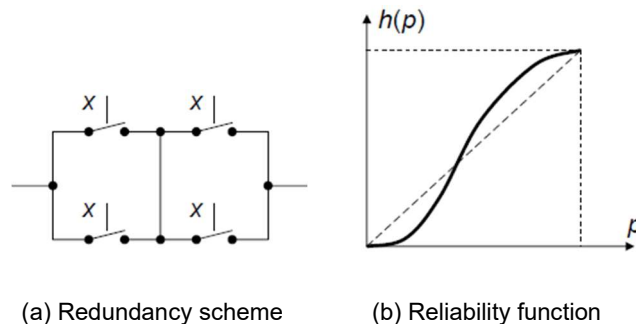 h(p)
X X
X X
p
(a) Redundancy scheme (b) Reliability function